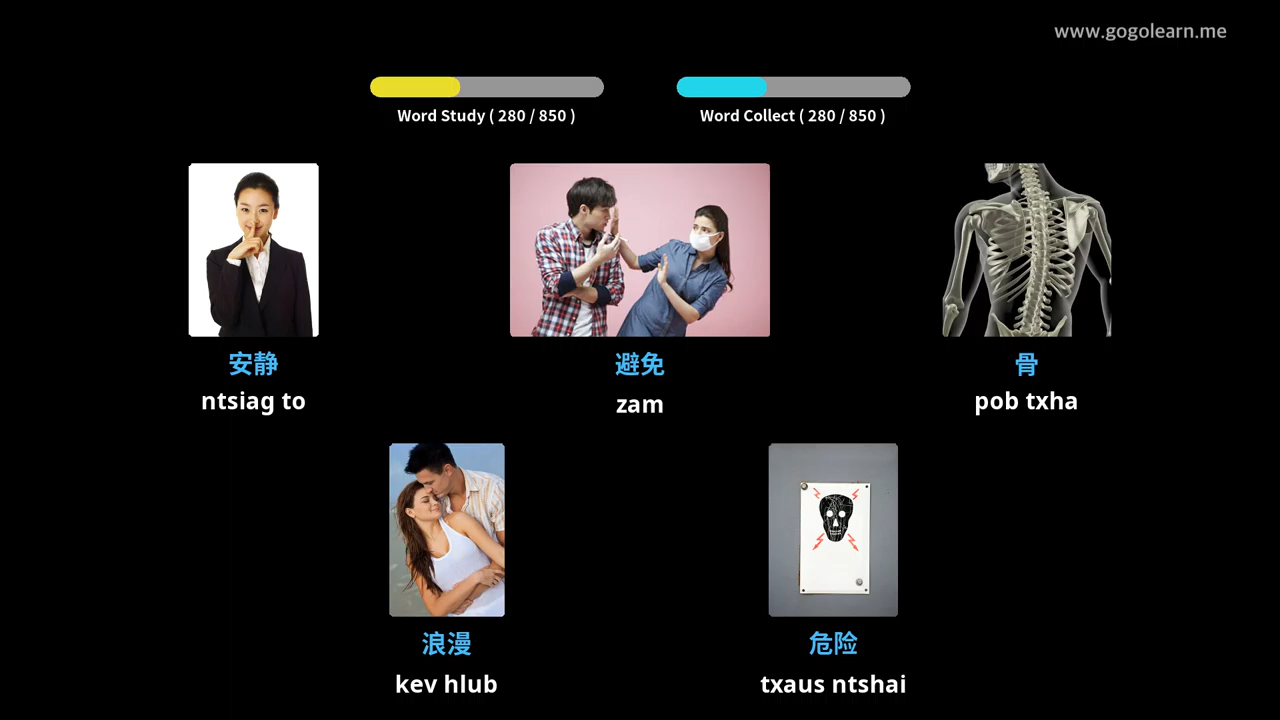 www.gogolearn.me
Word Study ( 280 / 850 )
Word Collect ( 280 / 850 )
安静
ntsiag to
避免
zam
骨
pob txha
浪漫
kev hlub
危险
txaus ntshai